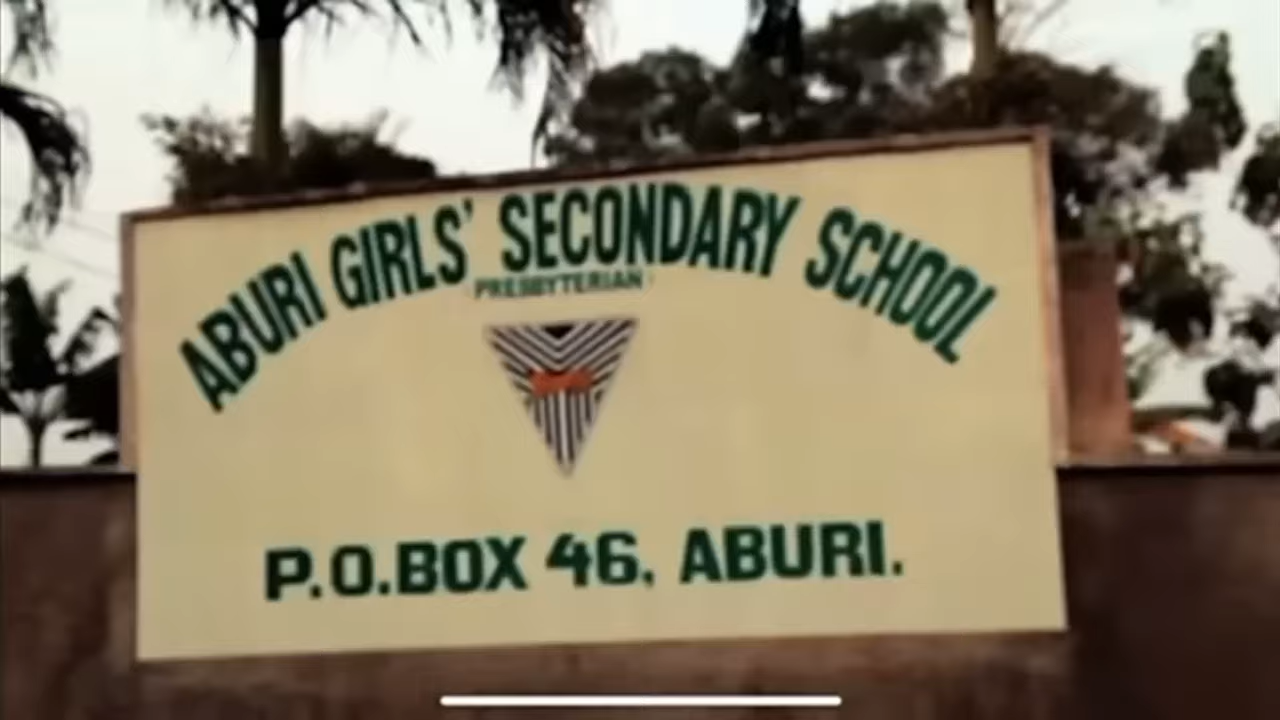 ABURI GIRLS' SECONDARY SCHOOL
PRESBYTERIAN
P.O.BOX 46, ABURI.